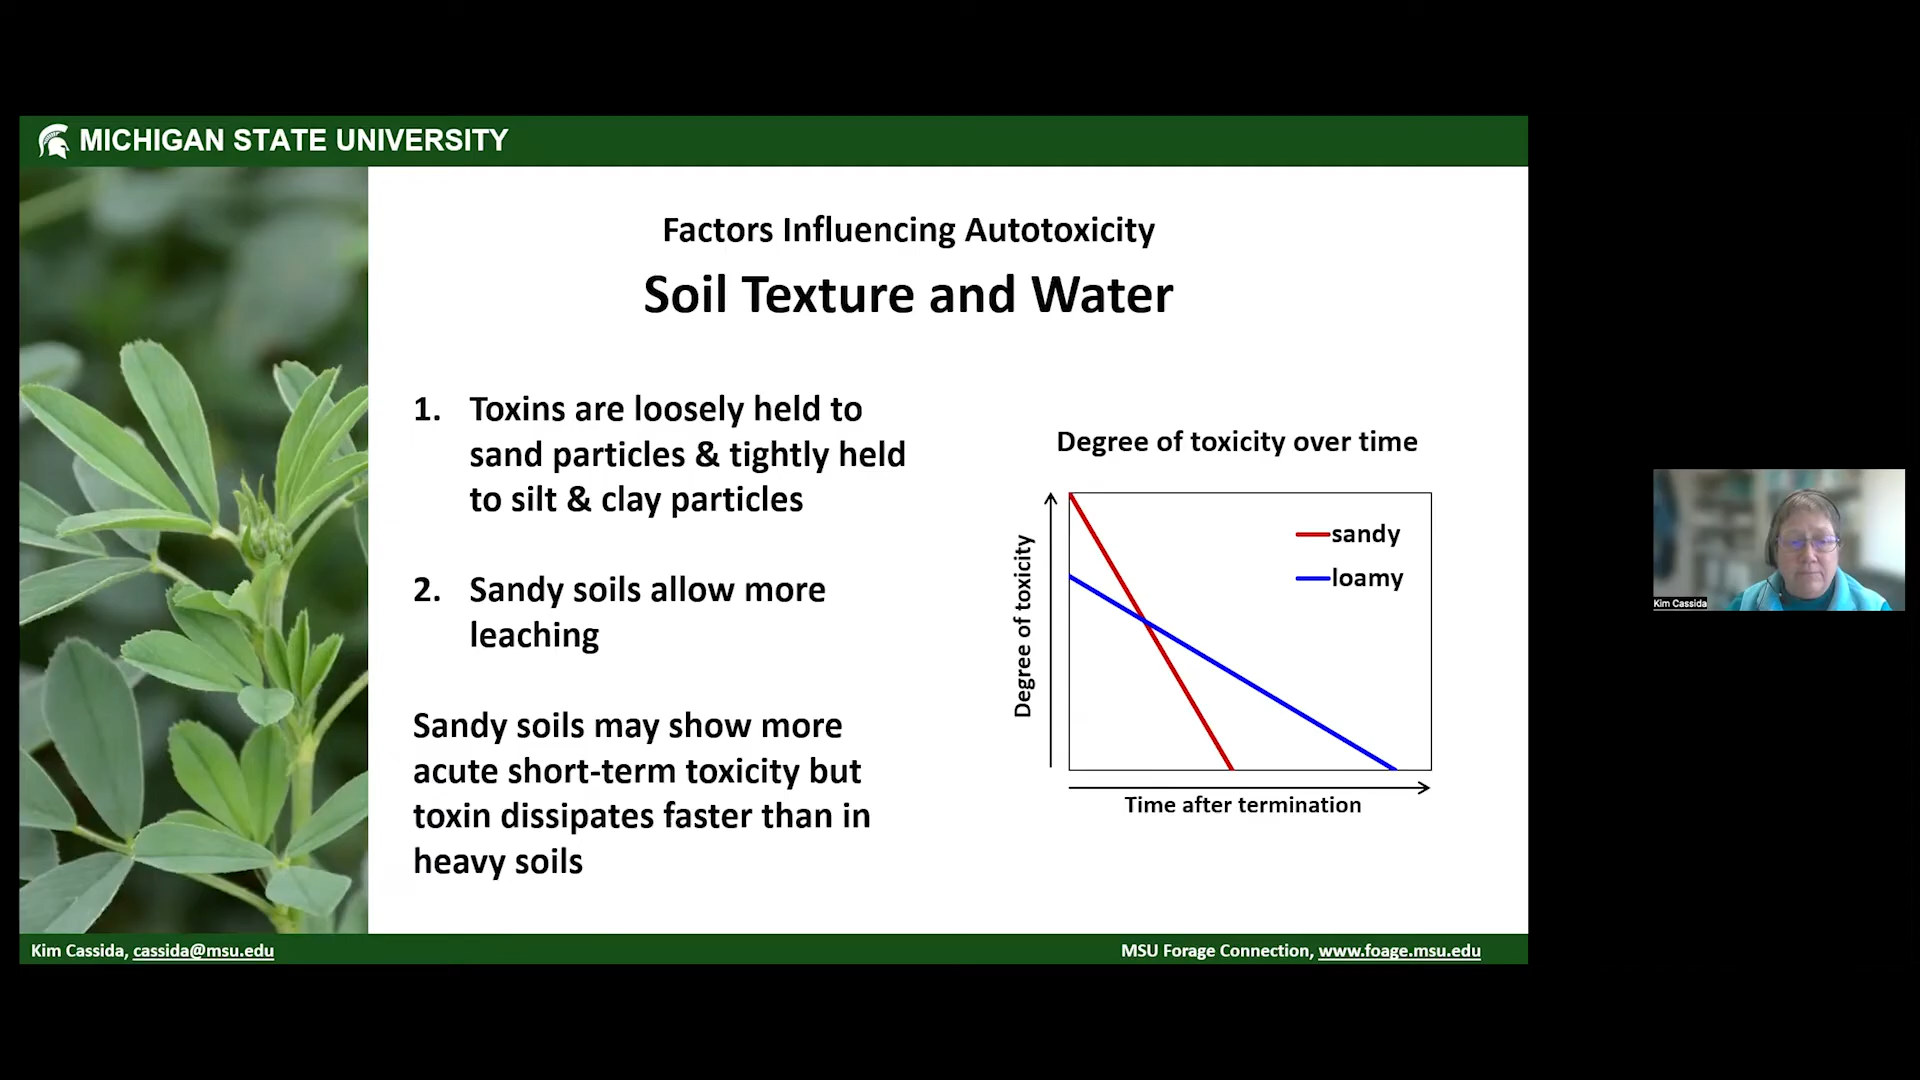 MICHIGAN STATE UNIVERSITY
Factors Influencing Autotoxicity
Soil Texture and Water
1. Toxins are loosely held to
sand particles & tightly held
to silt & clay particles
2. Sandy soils allow more
leaching
Sandy soils may show more
acute short-term toxicity but
toxin dissipates faster than in
heavy soils
Degree of toxicity over time
Degree of toxicity
sandy
loamy
Time after termination
Kim Cassida, cassida@msu.edu
MSU Forage Connection, www.foage.msu.edu
Kim Cassida